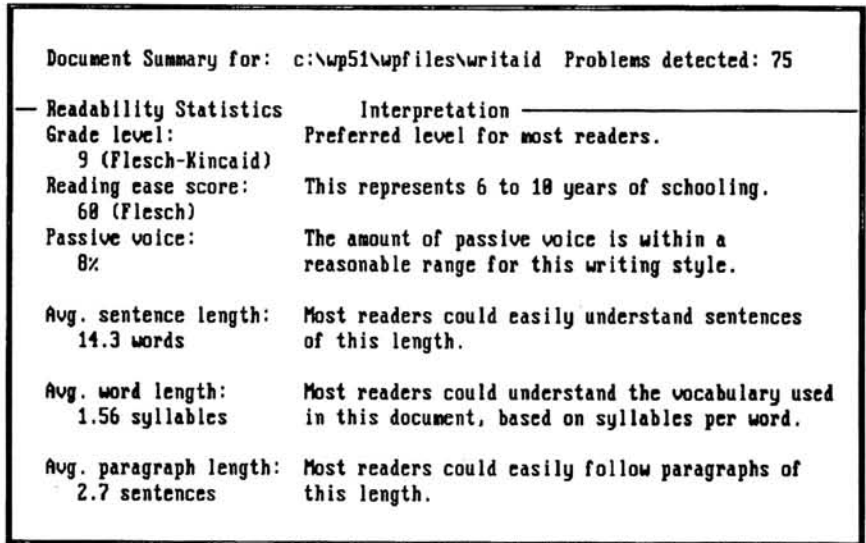 Document Summary for: c:\wp51\wpfiles\writaid Problems detected: 75
Readability Statistics Interpretation
Grade level: Preferred level for most readers.
9 (Flesch-Kincaid)
Reading ease score: This represents 6 to 10 years of schooling.
60 (Flesch)
Passive voice: The amount of passive voice is within a
8% reasonable range for this writing style.
Avg. sentence length: Most readers could easily understand sentences
14.3 words of this length.
Avg. word length: Most readers could understand the vocabulary used
1.56 syllables in this document, based on syllables per word.
Avg. paragraph length: Most readers could easily follow paragraphs of
2.7 sentences this length.